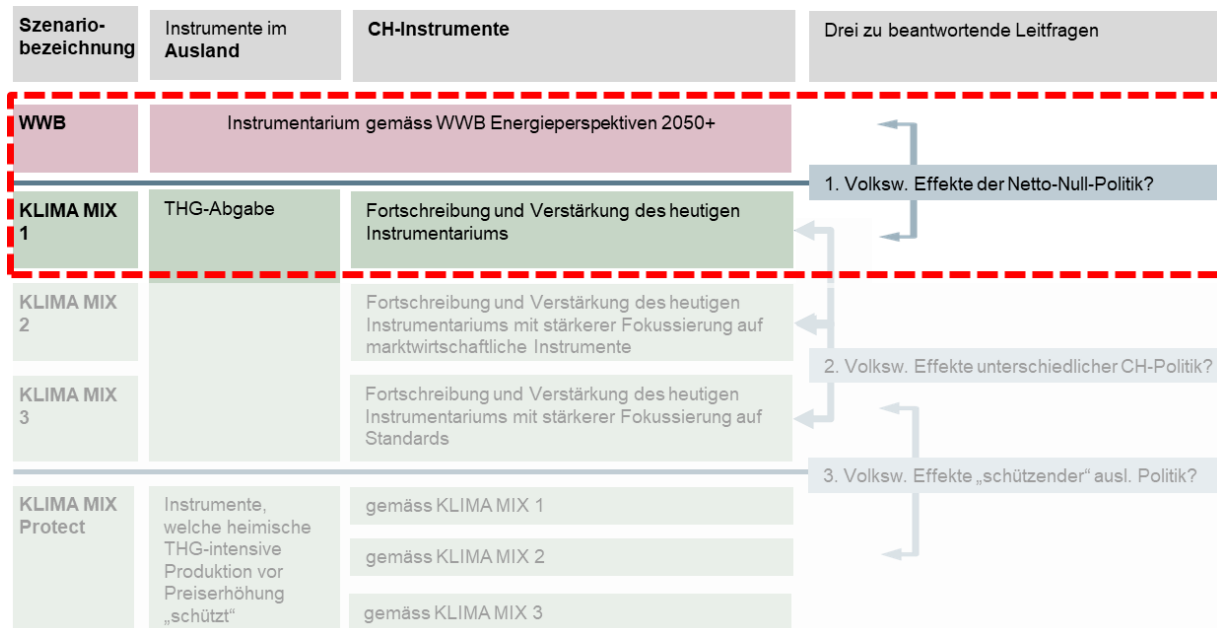 Szenario-
bezeichnung
Instrumente im
Ausland
CH-Instrumente
Drei zu beantwortende Leitfragen
WWB
Instrumentarium gemäss WWB Energieperspektiven 2050+
1. Volksw. Effekte der Netto-Null-Politik?
KLIMA MIX
1
THG-Abgabe
Fortschreibung und Verstärkung des heutigen
Instrumentariums
KLIMA MIX
2
Fortschreibung und Verstärkung des heutigen
Instrumentariums mit stärkerer Fokussierung auf
marktwirtschaftliche Instrumente
2. Volksw. Effekte unterschiedlicher CH-Politik?
KLIMA MIX
3
Fortschreibung und Verstärkung des heutigen
Instrumentariums mit stärkerer Fokussierung auf
Standards
3. Volksw. Effekte „schützender“ ausl. Politik?
KLIMA MIX
Protect
Instrumente,
welche heimische
THG-intensive
Produktion vor
Preiserhöhung
„schützt“
gemäss KLIMA MIX 1
gemäss KLIMA MIX 2
gemäss KLIMA MIX 3